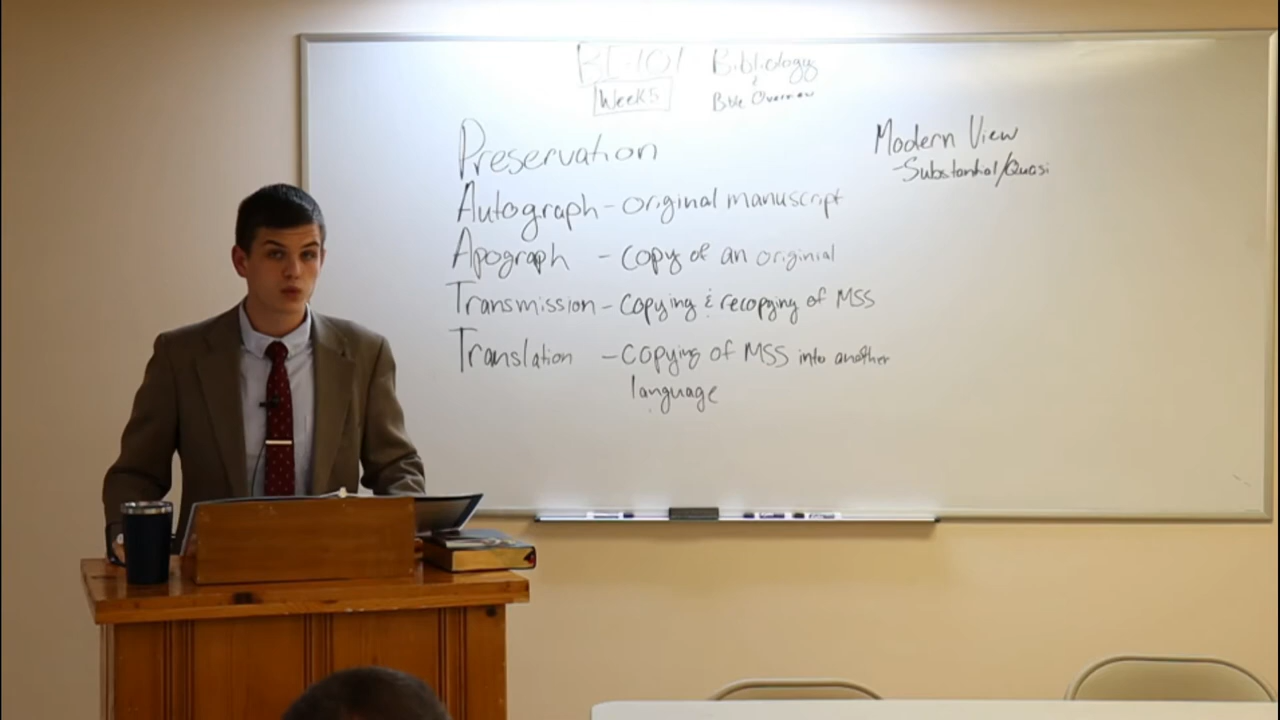 BI-101 Bibliology
Week 5
& Bible Overview
Preservation
Autograph - original manuscript
Apograph - copy of an originial
Transmission - copying & recopying of MSS
Translation - copying of MSS into another
language
Modern View
-Substantial/Quasi